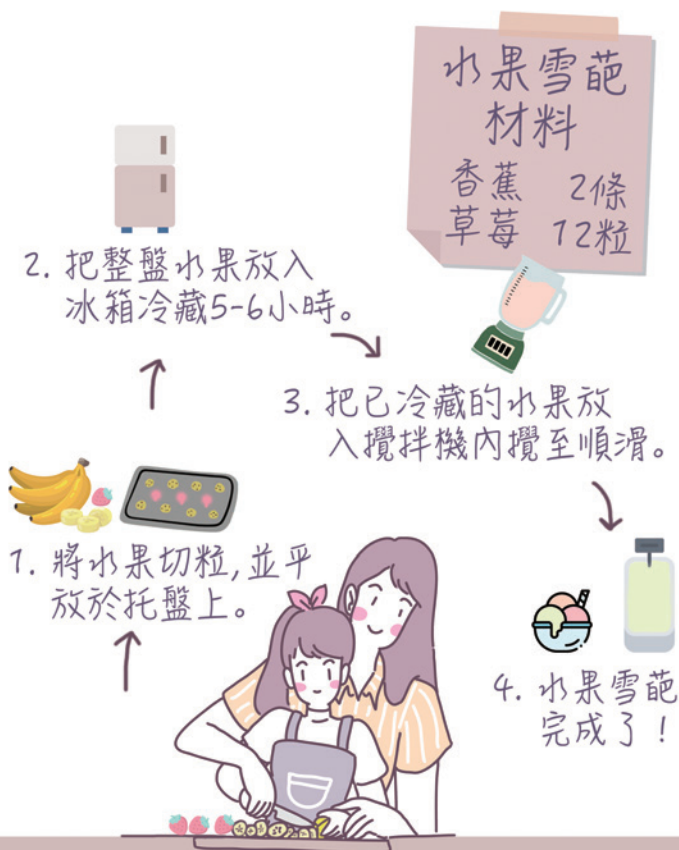 水果雪葩
材料
香蕉 2條
草莓 12粒
1. 將水果切粒,並平
放於托盤上。
2. 把整盤水果放入
冰箱冷藏5-6小時。
3. 把已冷藏的水果放
入攪拌機內攪至順滑。
4. 水果雪葩
完成了!